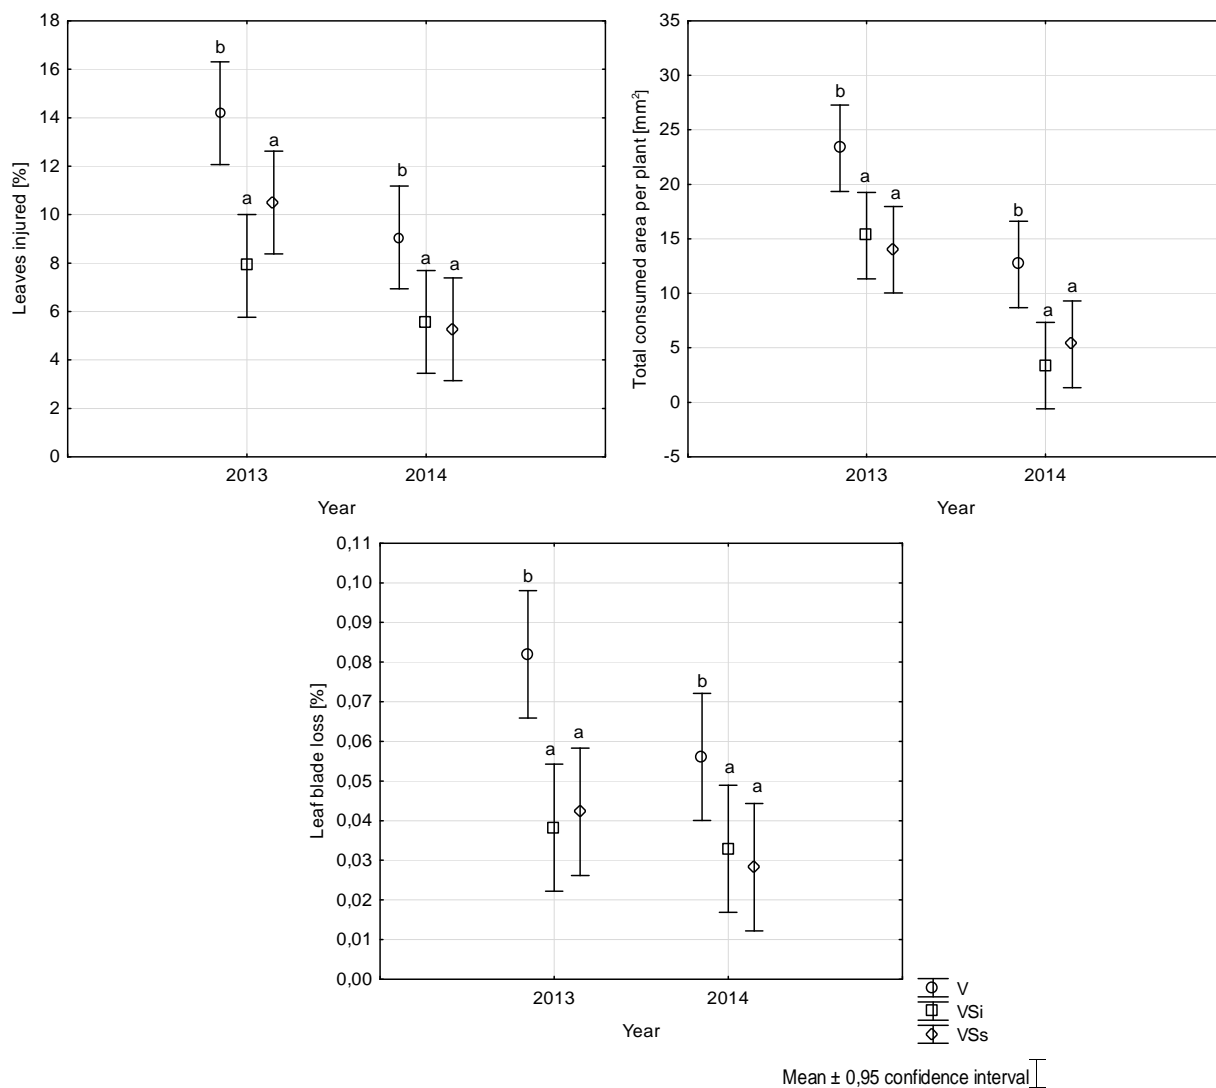 18
16
14
12
10
8
6
4
2
0
Leaves injured [%]
b
a
a
b
a
a
2013
2014
Year
35
30
25
20
15
10
5
0
-5
Total consumed area per plant [mm²]
b
a
a
b
a
a
2013
2014
Year
0,11
0,10
0,09
0,08
0,07
0,06
0,05
0,04
0,03
0,02
0,01
0,00
Leaf blade loss [%]
b
a
a
b
a
a
2013
2014
Year
V
VSi
VSs
Mean ± 0,95 confidence interval